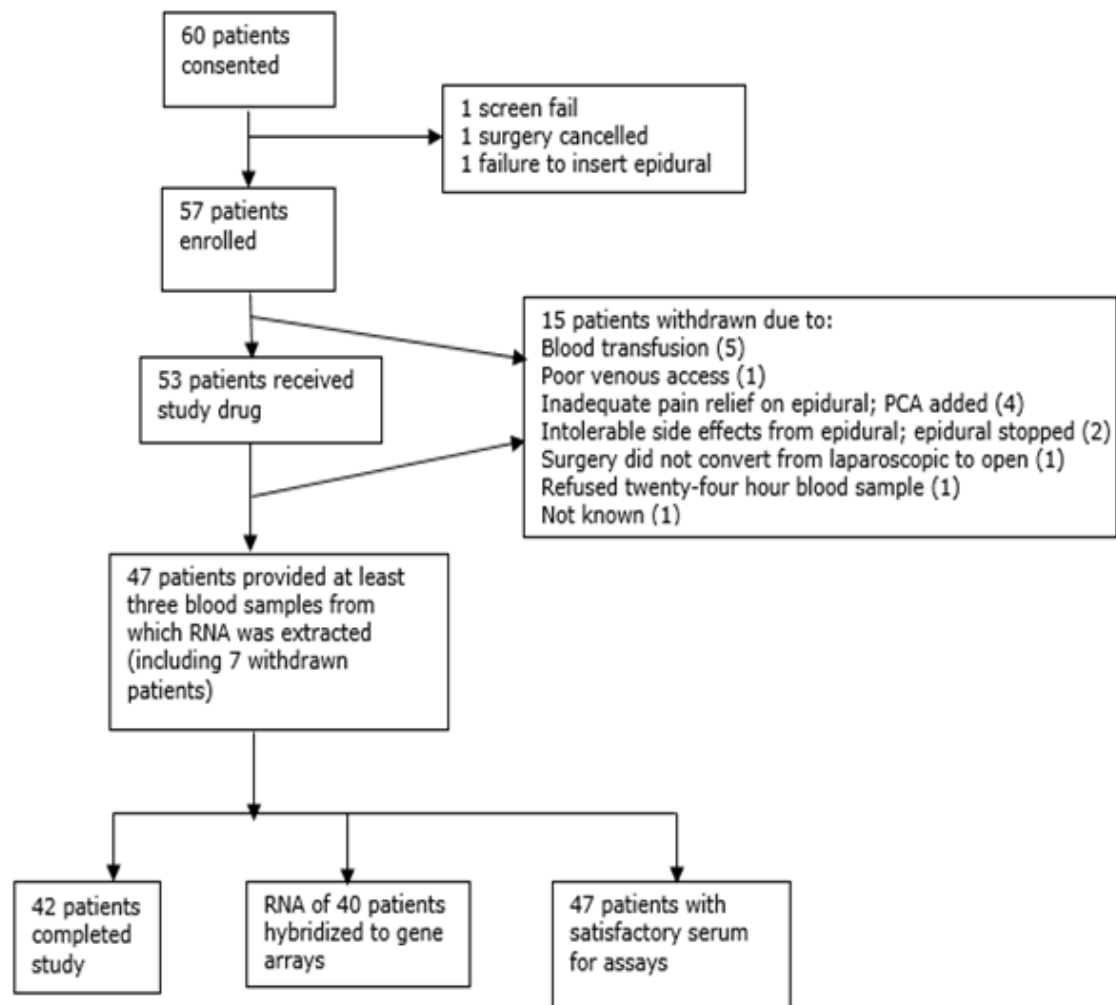 60 patients
consented
1 screen fail
1 surgery cancelled
1 failure to insert epidural
57 patients
enrolled
15 patients withdrawn due to:
Blood transfusion (5)
Poor venous access (1)
Inadequate pain relief on epidural; PCA added (4)
Intolerable side effects from epidural; epidural stopped (2)
Surgery did not convert from laparoscopic to open (1)
Refused twenty-four hour blood sample (1)
Not known (1)
53 patients received
study drug
47 patients provided at least
three blood samples from
which RNA was extracted
(including 7 withdrawn
patients)
42 patients
completed
study
RNA of 40 patients
hybridized to gene
arrays
47 patients with
satisfactory serum
for assays